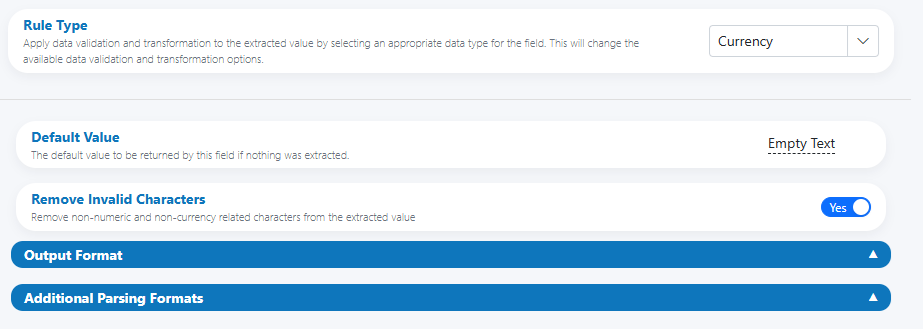 Rule Type
Apply data validation and transformation to the extracted value by selecting an appropriate data type for the field. This will change the
available data validation and transformation options.
Currency
Default Value
The default value to be returned by this field if nothing was extracted.
Empty Text
Remove Invalid Characters
Remove non-numeric and non-currency related characters from the extracted value
Yes
Output Format
Additional Parsing Formats